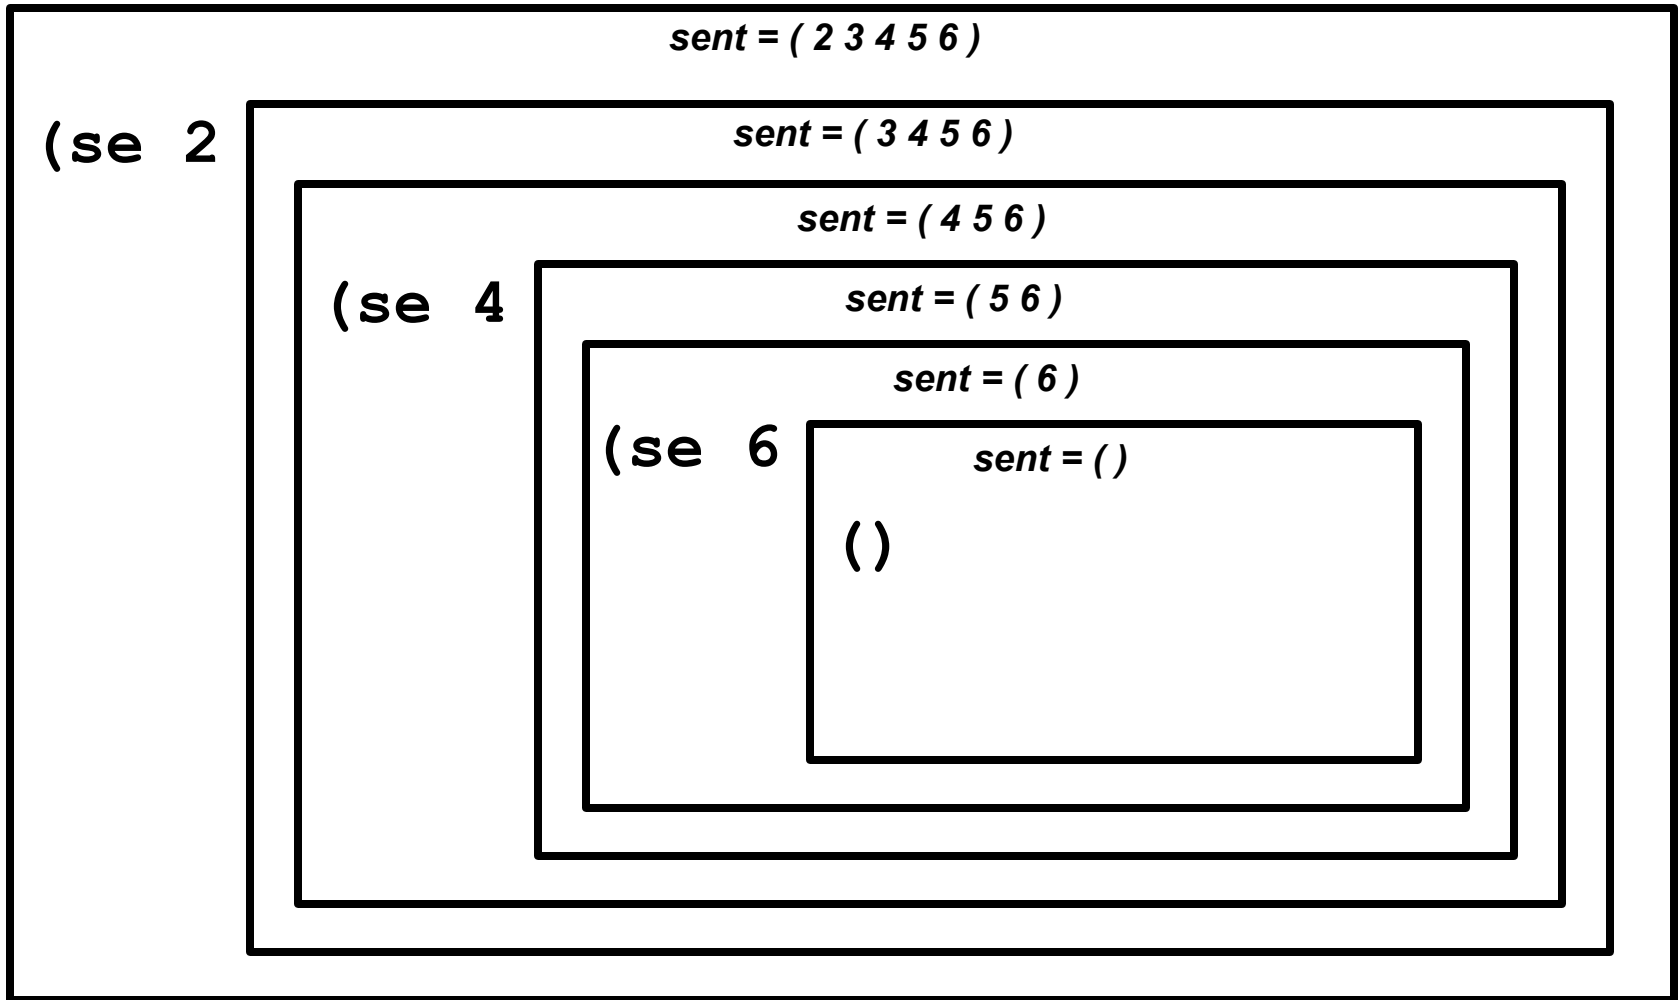 sent = ( 2 3 4 5 6 )
(se 2
sent = ( 3 4 5 6 )
sent = ( 4 5 6 )
(se 4
sent = ( 5 6 )
sent = ( 6 )
(se 6
sent = ( )
()